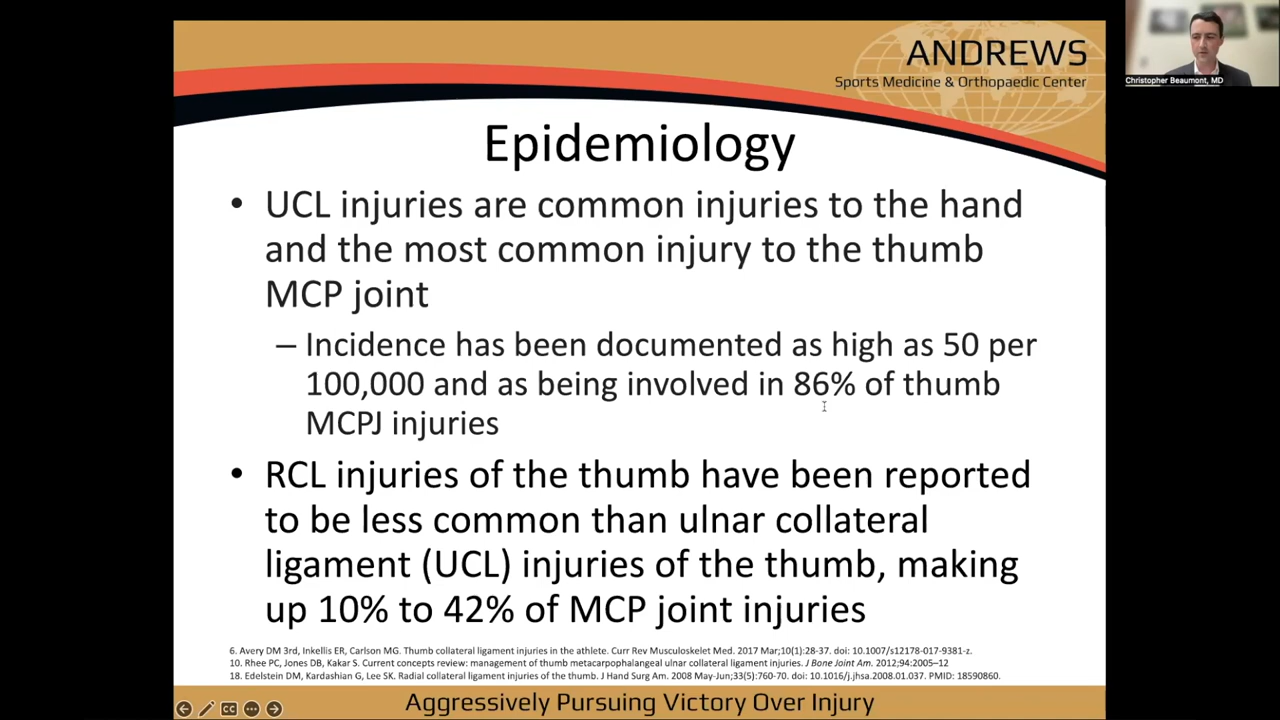 ANDREWS
Sports Medicine & Orthopaedic Center
Christopher Beaumont, MD
Epidemiology
• UCL injuries are common injuries to the hand
and the most common injury to the thumb
MCP joint
– Incidence has been documented as high as 50 per
100,000 and as being involved in 86% of thumb
MCPJ injuries
• RCL injuries of the thumb have been reported
to be less common than ulnar collateral
ligament (UCL) injuries of the thumb, making
up 10% to 42% of MCP joint injuries
6. Avery DM 3rd, Inkellis ER, Carlson MG. Thumb collateral ligament injuries in the athlete. Curr Rev Musculoskelet Med. 2017 Mar;10(1):28-37. doi: 10.1007/s12178-017-9381-z.
10. Rhee PC, Jones DB, Kakar S. Current concepts review: management of thumb metacarpophalangeal ulnar collateral ligament injuries. J Bone Joint Am. 2012;94:2005–12
18. Edelstein DM, Kardashian G, Lee SK. Radial collateral ligament injuries of the thumb. J Hand Surg Am. 2008 May-Jun;33(5):760-70. doi: 10.1016/j.jhsa.2008.01.037. PMID: 18590860.
CC
Aggressively Pursuing Victory Over Injury